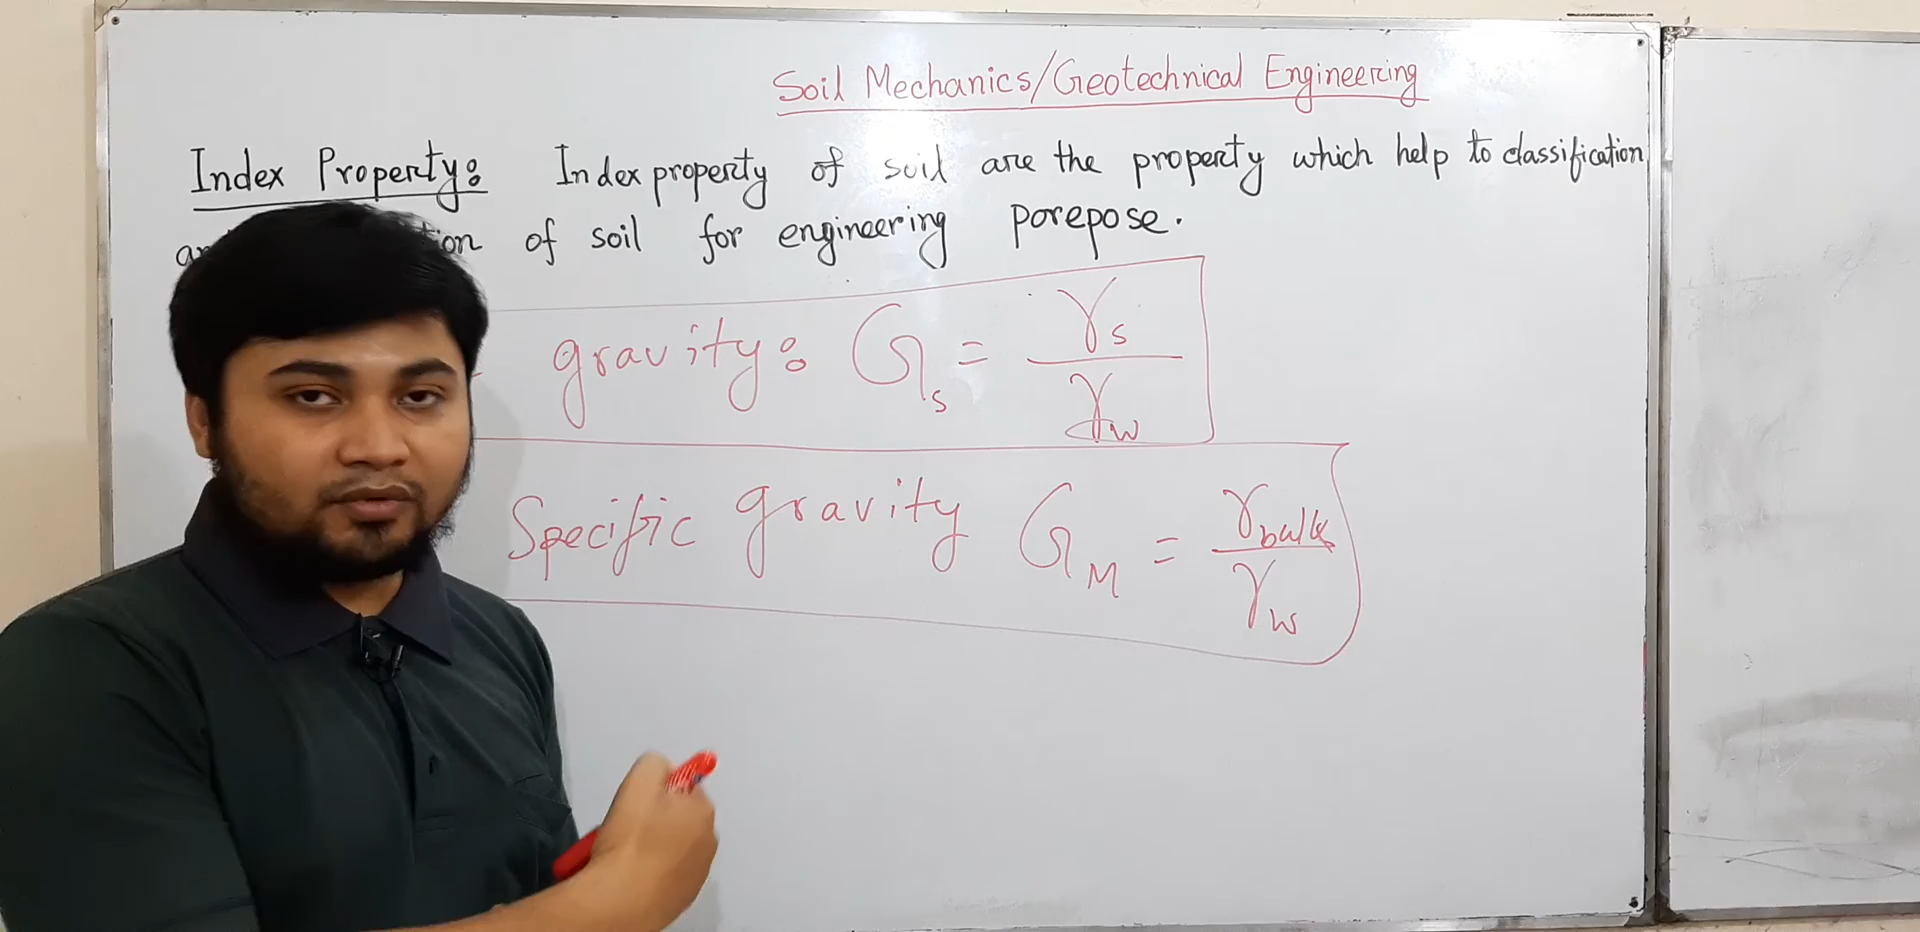 Soil Mechanics/Geotechnical Engineering
Index Property: Index property of soil are the property which help to classification
of soil for engineering porepose.
gravity: Gs = γs / γw
Specific gravity GM = γbulk / γw